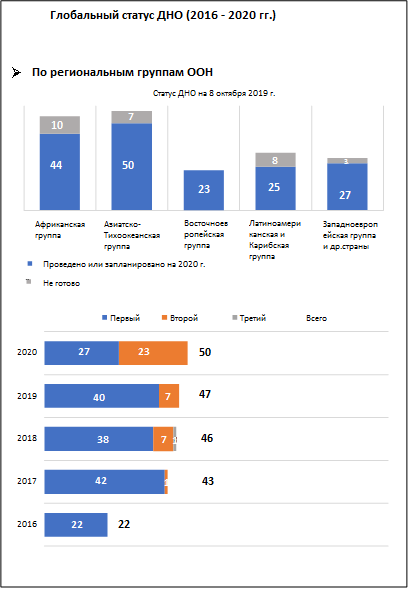 Глобальный статус ДНО (2016 - 2020 гг.)
По региональным группам ООН
Статус ДНО на 8 октября 2019 г.
10 7 8 3
44 50 23 25 27
Африканская
группа
Азиатско-
Тихоокеанская
группа
Восточноев
ропейская
группа
Латиноамери
канская и
Карибская
группа
Западноевроп
ейская группа
и др.страны
Проведено или запланировано на 2020 г.
Не готово
Первый Второй Третий Всего
2020 27 23 50
2019 40 7 47
2018 38 7 1 46
2017 42 1 43
2016 22 22